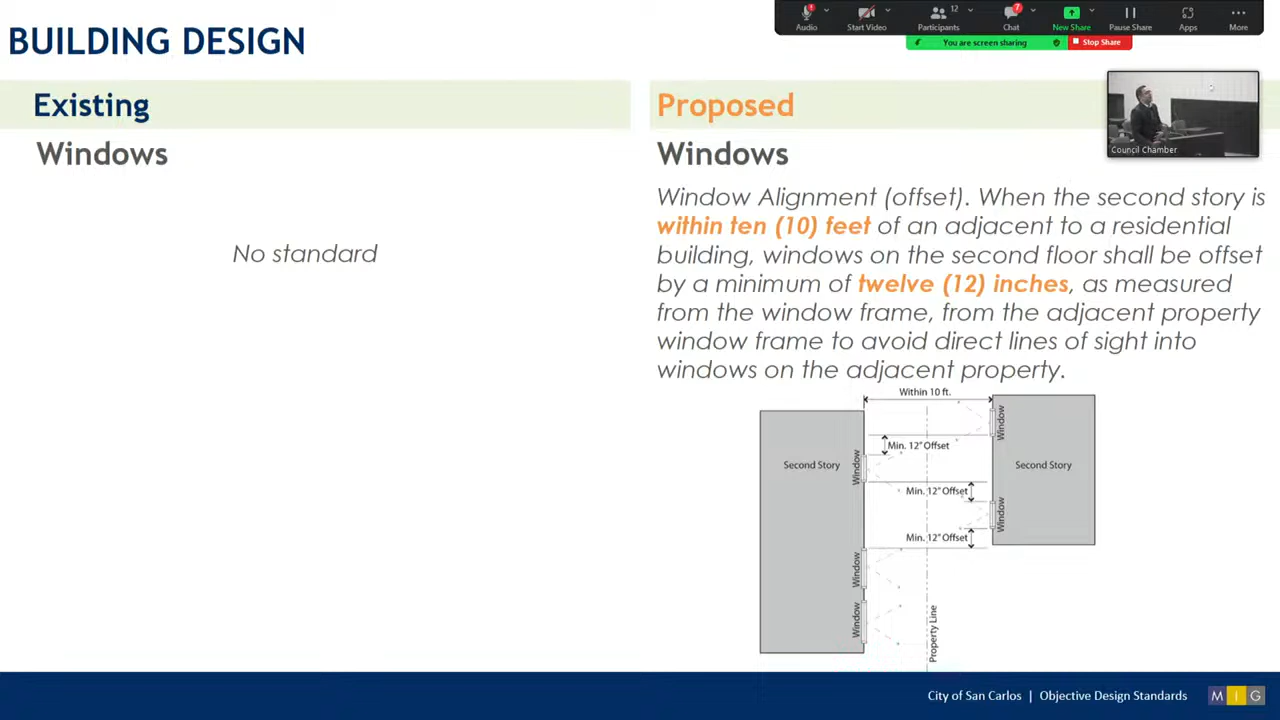 BUILDING DESIGN
Audio
Start Video
12
Participants
7
Chat
New Share
Pause Share
Apps
More
You are screen sharing
Stop Share
Existing
Windows
No standard
Proposed
Council Chamber
Windows
Window Alignment (offset). When the second story is
within ten (10) feet of an adjacent to a residential
building, windows on the second floor shall be offset
by a minimum of twelve (12) inches, as measured
from the window frame, from the adjacent property
window frame to avoid direct lines of sight into
windows on the adjacent property.
Within 10 ft.
Window
Min. 12" Offset
Second Story
Window
Second Story
Min. 12" Offset
Window
Min. 12" Offset
Window
Window
Property Line
City of San Carlos | Objective Design Standards
M I G